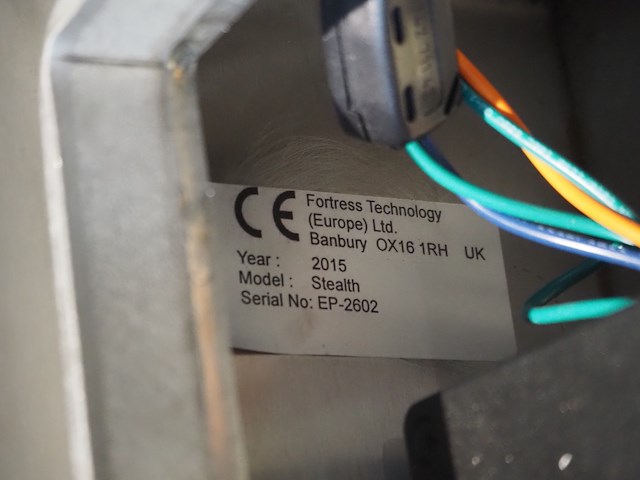 CE
Fortress Technology
(Europe) Ltd.
Banbury OX16 1RH UK
Year : 2015
Model : Stealth
Serial No: EP-2602